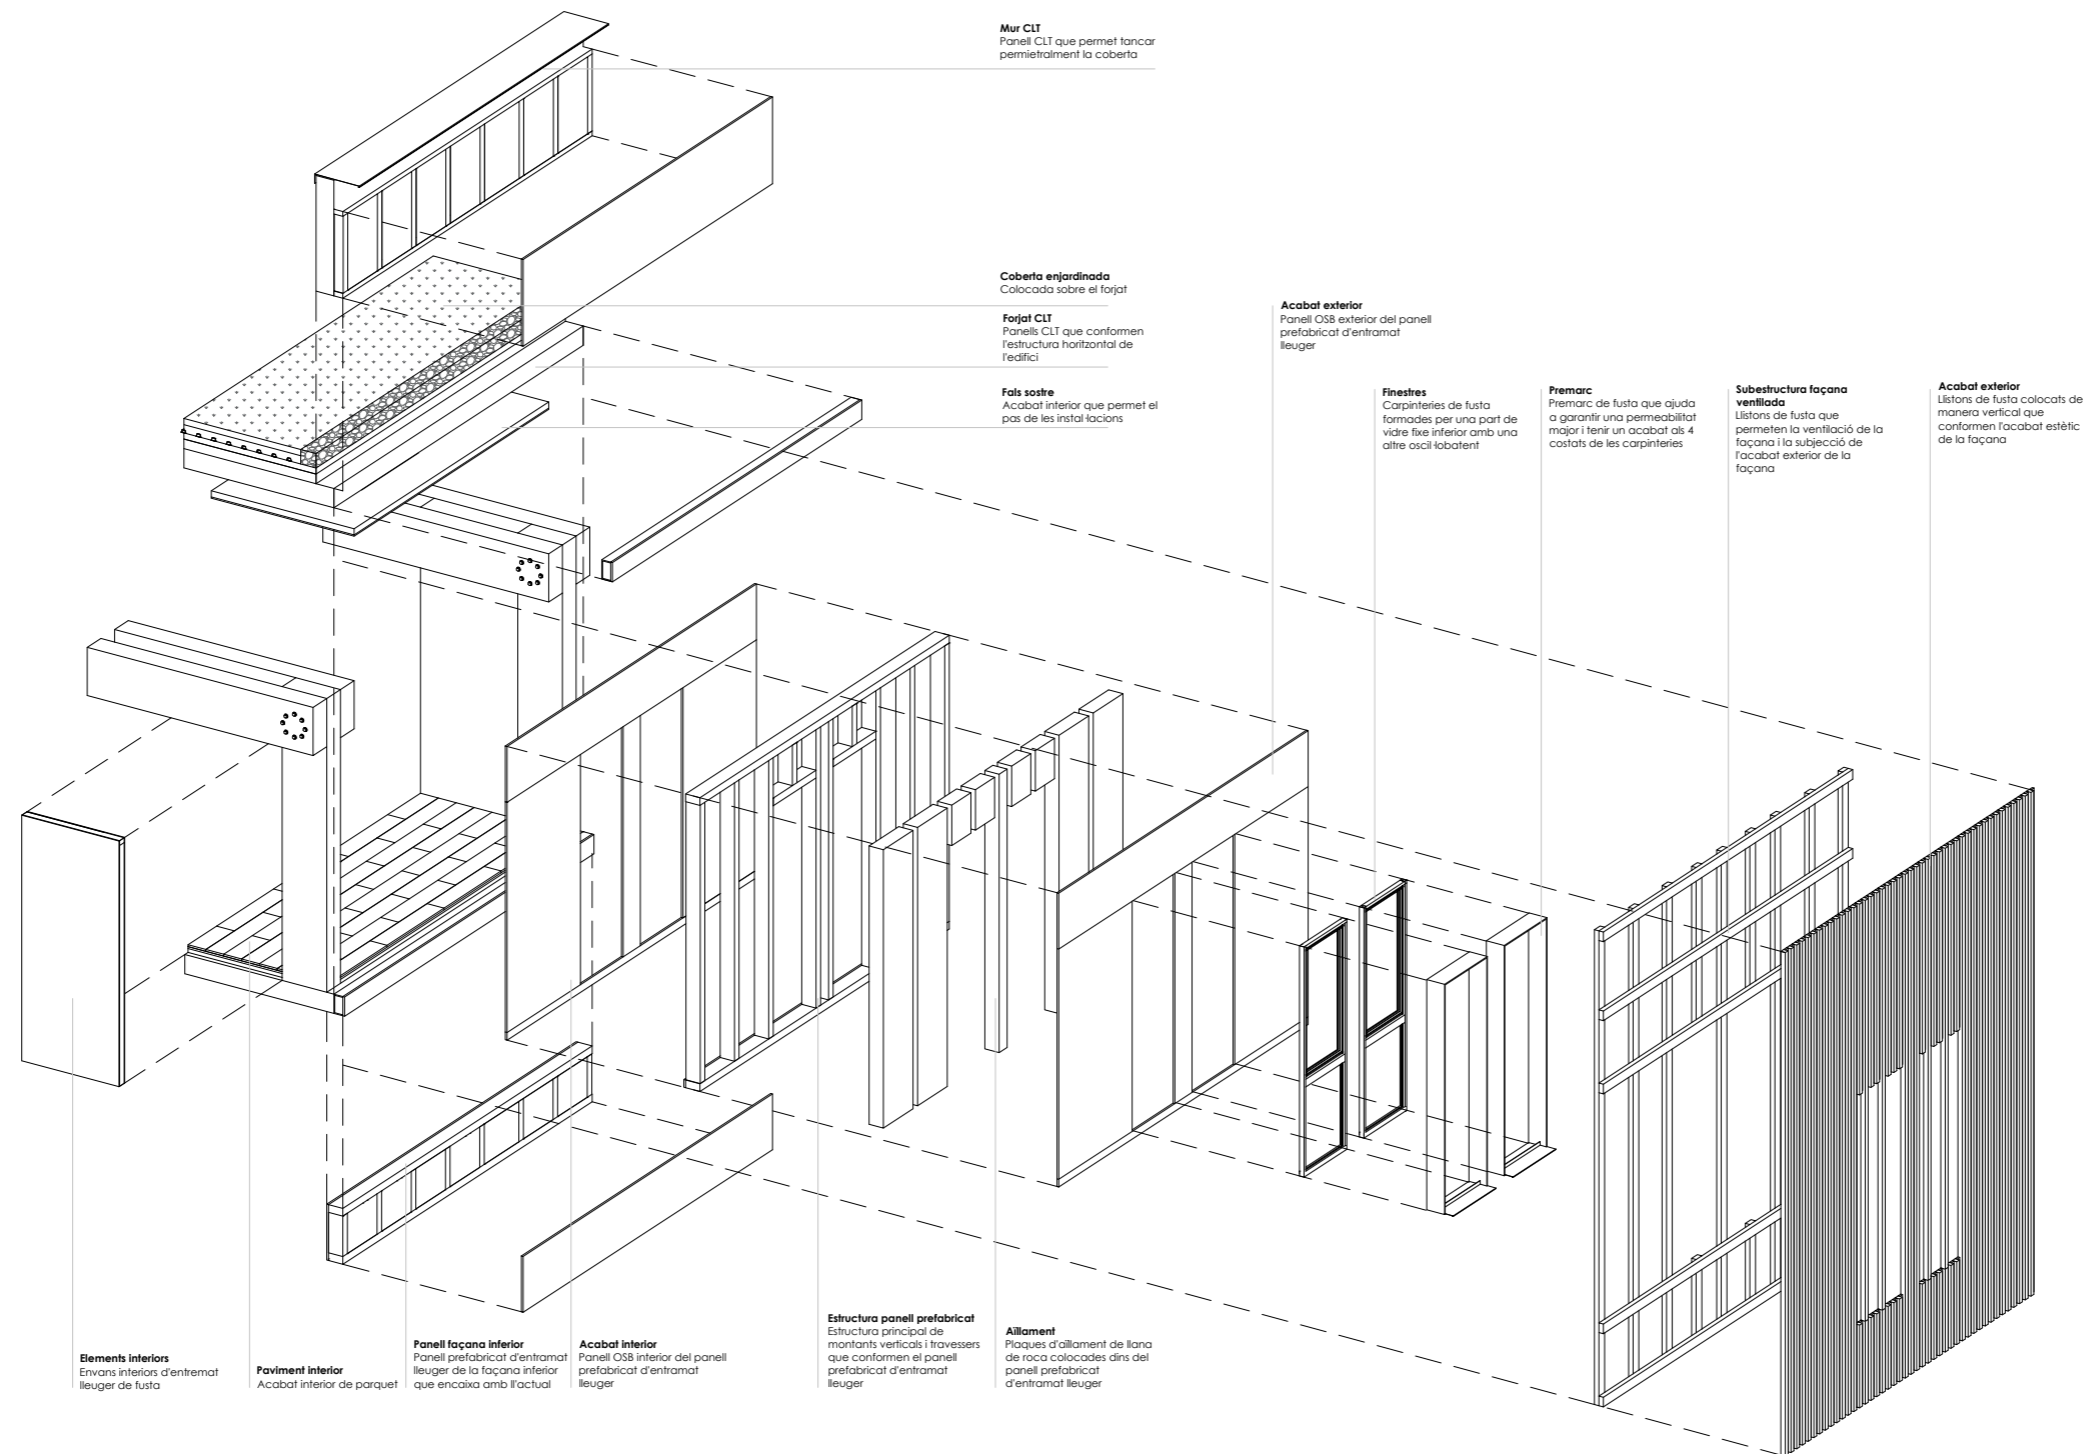 Mur CLT
Panell CLT que permet tancar
permietralment la coberta
Coberta enjardinada
Colocada sobre el forjat
Forjat CLT
Panells CLT que conformen
l'estructura horitzontal de
l'edifici
Fals sostre
Acabat interior que permet el
pas de les instal·lacions
Acabat exterior
Panell OSB exterior del panell
prefabricat d'entramat
lleuger
Finestres
Carpinteries de fusta
formades per una part de
vidre fixe inferior amb una
altre oscil·lobatent
Premarc
Premarc de fusta que ajuda
a garantir una permeabilitat
major i tenir un acabat als 4
costats de les carpinteries
Subestructura façana
ventilada
Llistons de fusta que
permeten la ventilació de la
façana i la subjecció de
l'acabat exterior de la
façana
Acabat exterior
Llistons de fusta colocats de
manera vertical que
conformen l'acabat estètic
de la façana
Elements interiors
Envans interiors d'entremat
lleuger de fusta
Paviment interior
Acabat interior de parquet
Panell façana inferior
Panell prefabricat d'entramat
lleuger de la façana inferior
que encaixa amb l'actual
Acabat interior
Panell OSB interior del panell
prefabricat d'entramat
lleuger
Estructura panell prefabricat
Estructura principal de
montants verticals i travessers
que conformen el panell
prefabricat d'entramat
lleuger
Aïllament
Plaques d'aïllament de llana
de roca colocades dins del
panell prefabricat
d'entramat lleuger